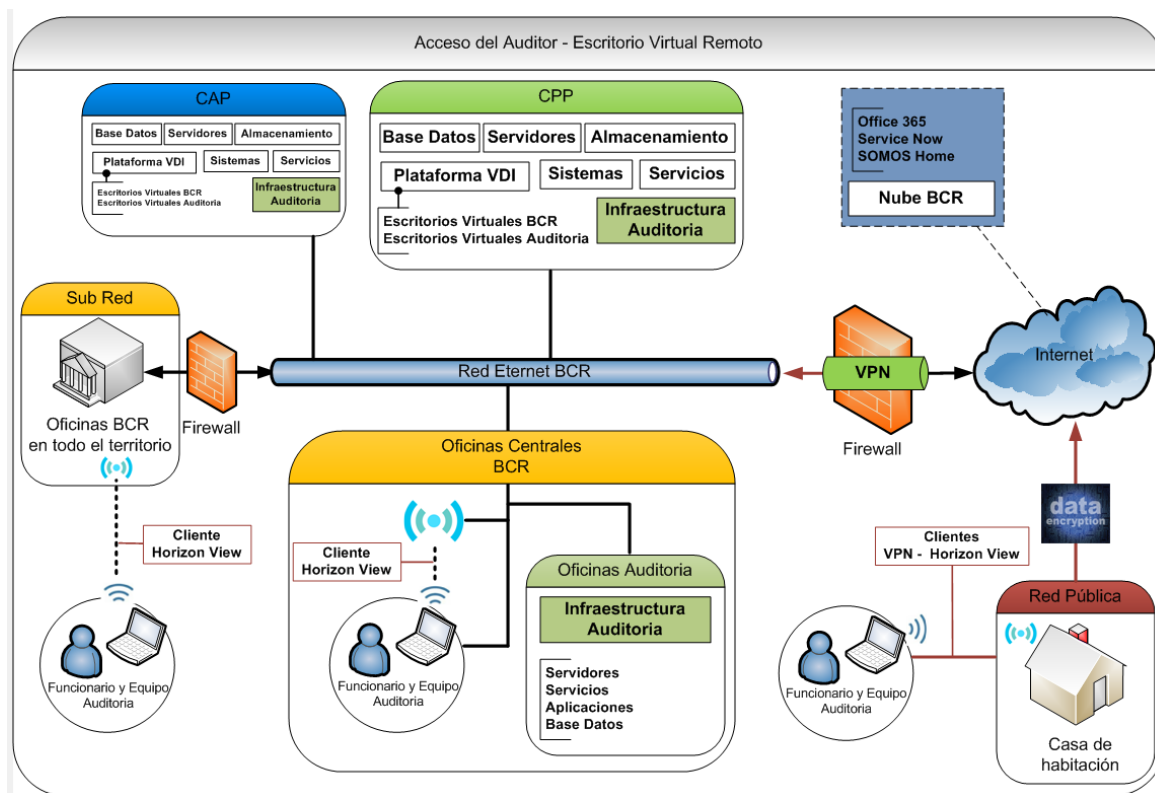 Acceso del Auditor - Escritorio Virtual Remoto
CAP
Base Datos
Servidores
Almacenamiento
Plataforma VDI
Sistemas
Servicios
Escritorios Virtuales BCR
Escritorios Virtuales Auditoria
Infraestructura
Auditoria
CPP
Base Datos
Servidores
Almacenamiento
Plataforma VDI
Sistemas
Servicios
Escritorios Virtuales BCR
Escritorios Virtuales Auditoria
Infraestructura
Auditoria
Office 365
Service Now
SOMOS Home
Nube BCR
Sub Red
Oficinas BCR
en todo el territorio
Firewall
Red Eternet BCR
VPN
Firewall
Internet
Cliente
Horizon View
Funcionario y Equipo
Auditoria
Oficinas Centrales
BCR
Cliente
Horizon View
Funcionario y Equipo
Auditoria
Oficinas Auditoria
Infraestructura
Auditoria
Servidores
Servicios
Aplicaciones
Base Datos
data
encryption
Clientes
VPN - Horizon View
Funcionario y Equipo
Auditoria
Red Pública
Casa de
habitación